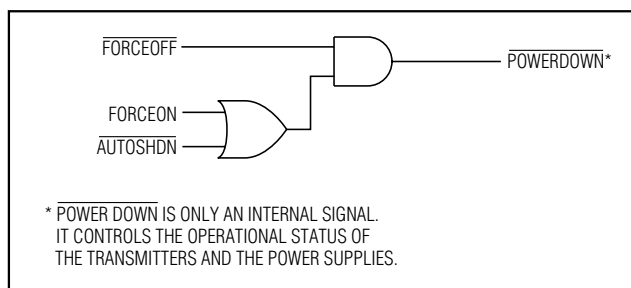 FORCEOFF
POWERDOWN*
FORCEON
AUTOSHDN
* POWER DOWN IS ONLY AN INTERNAL SIGNAL.
IT CONTROLS THE OPERATIONAL STATUS OF
THE TRANSMITTERS AND THE POWER SUPPLIES.